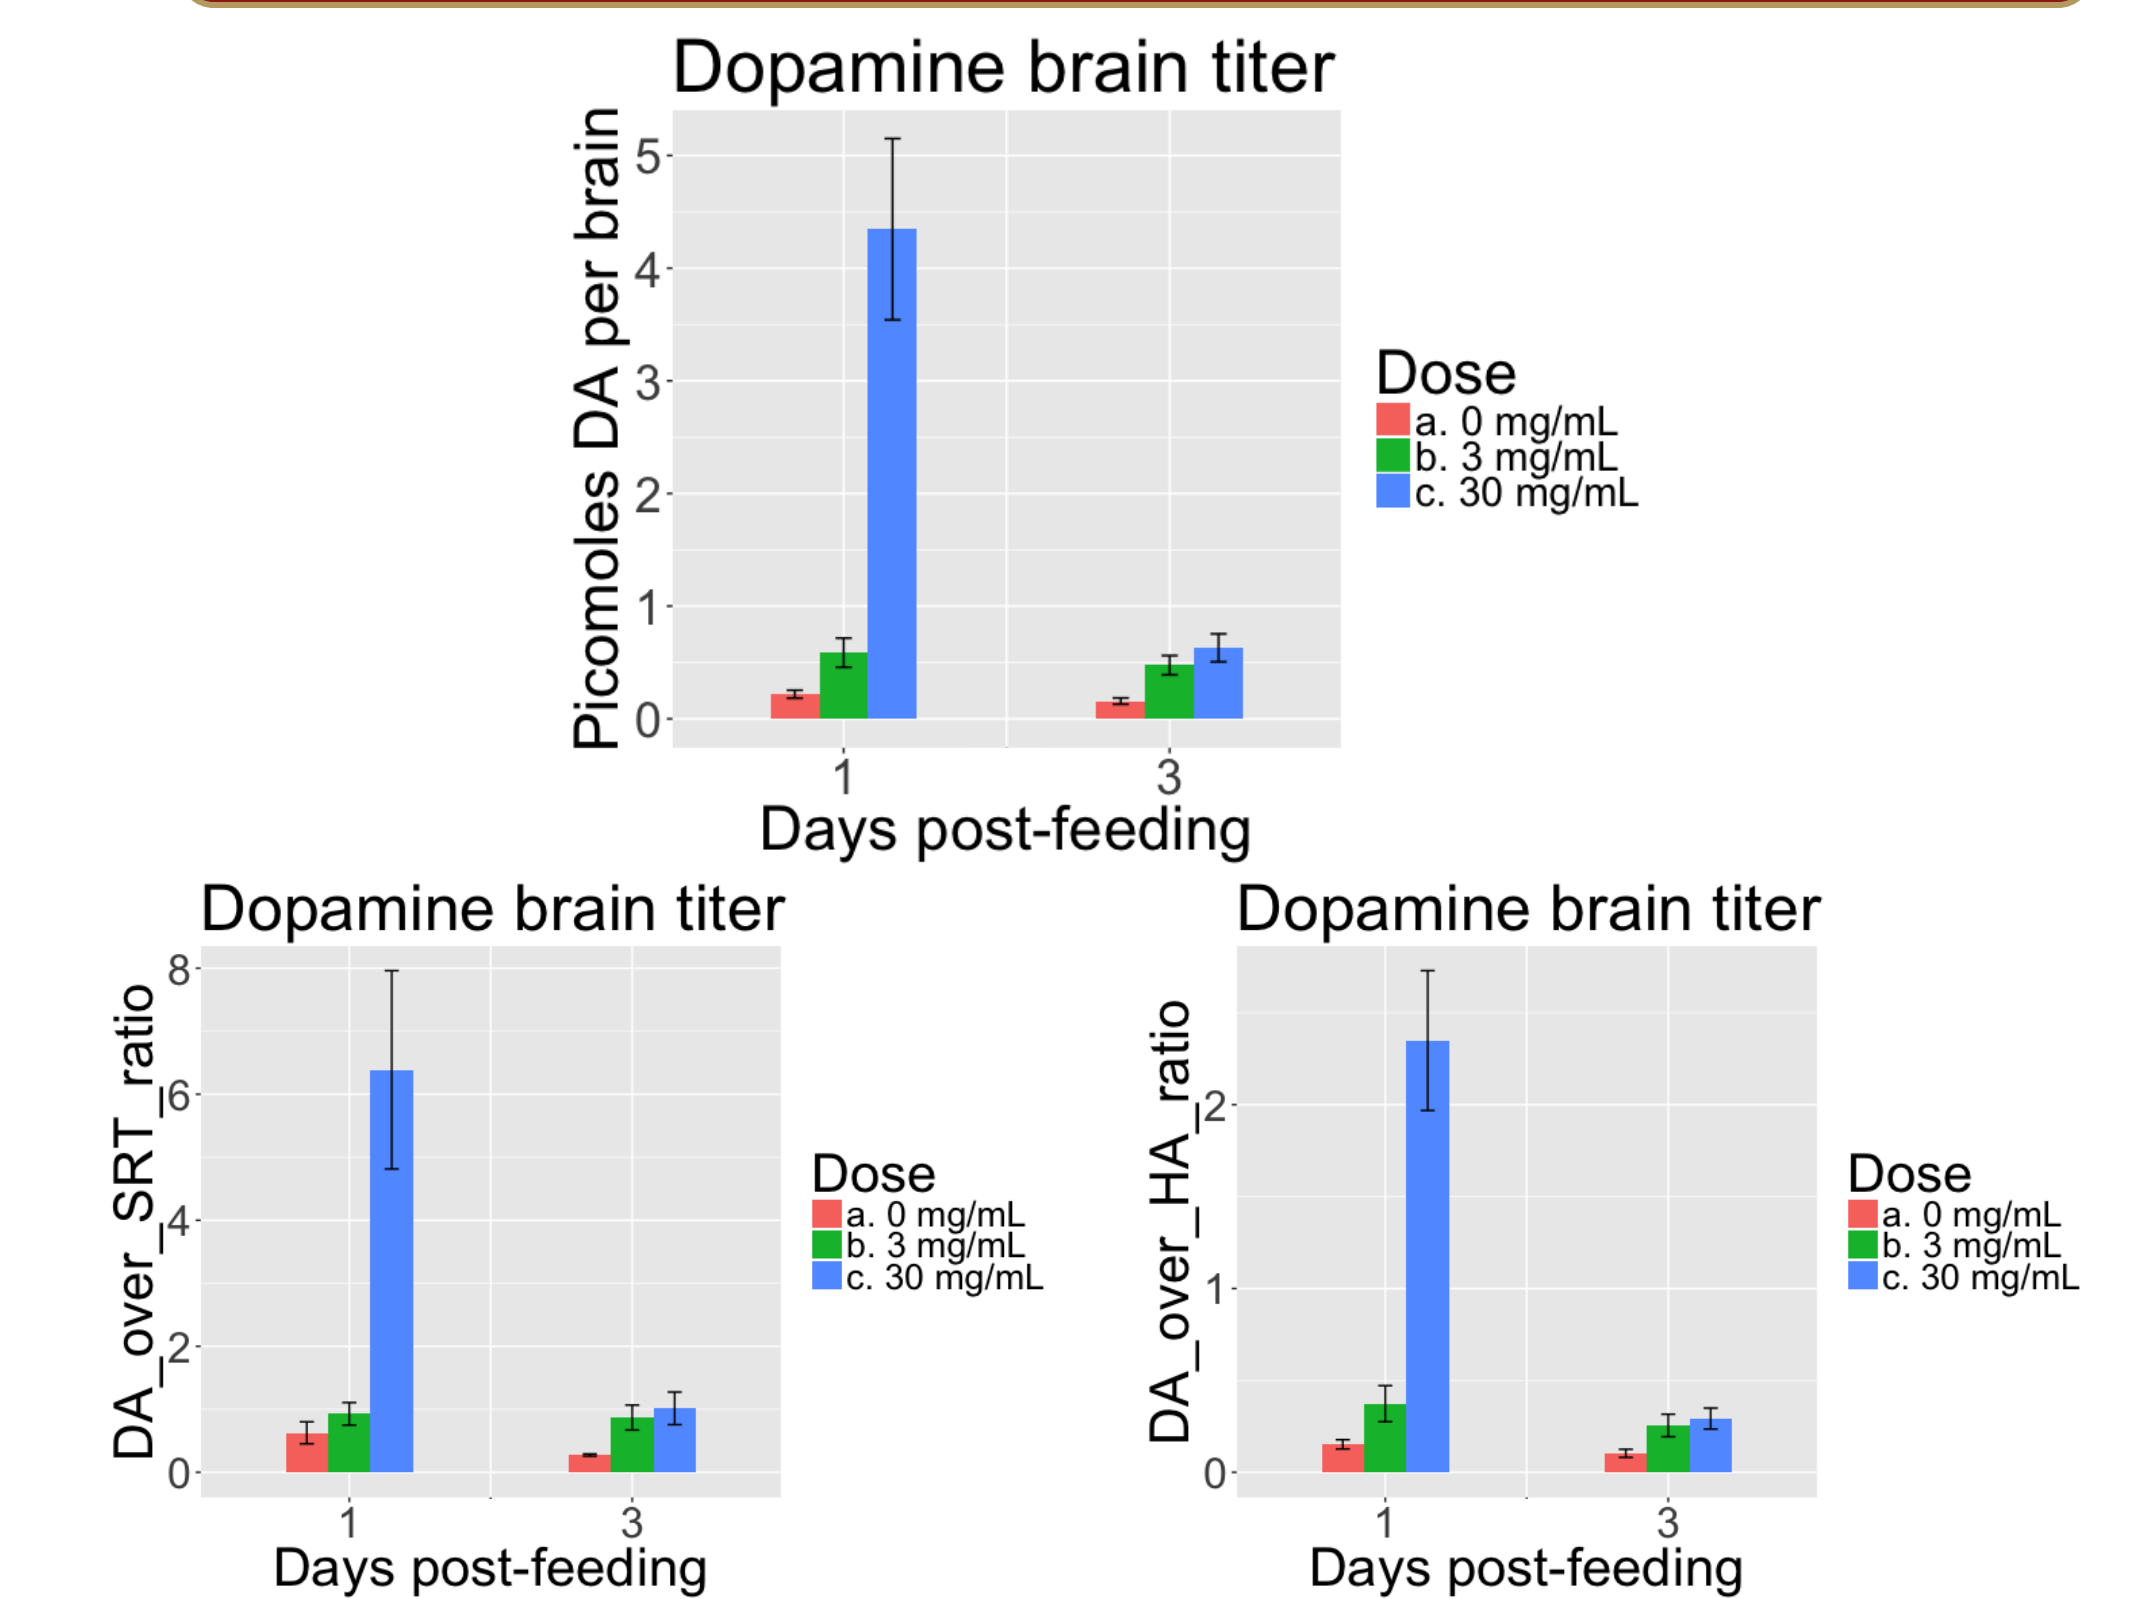 Dopamine brain titer
Picomoles DA per brain
5
4
3
2
1
0
1
3
Days post-feeding
Dose
a. 0 mg/mL
b. 3 mg/mL
c. 30 mg/mL
Dopamine brain titer
DA_over_SRT_ratio
8
6
4
2
0
1
3
Days post-feeding
Dose
a. 0 mg/mL
b. 3 mg/mL
c. 30 mg/mL
Dopamine brain titer
DA_over_HA_ratio
2
1
0
1
3
Days post-feeding
Dose
a. 0 mg/mL
b. 3 mg/mL
c. 30 mg/mL